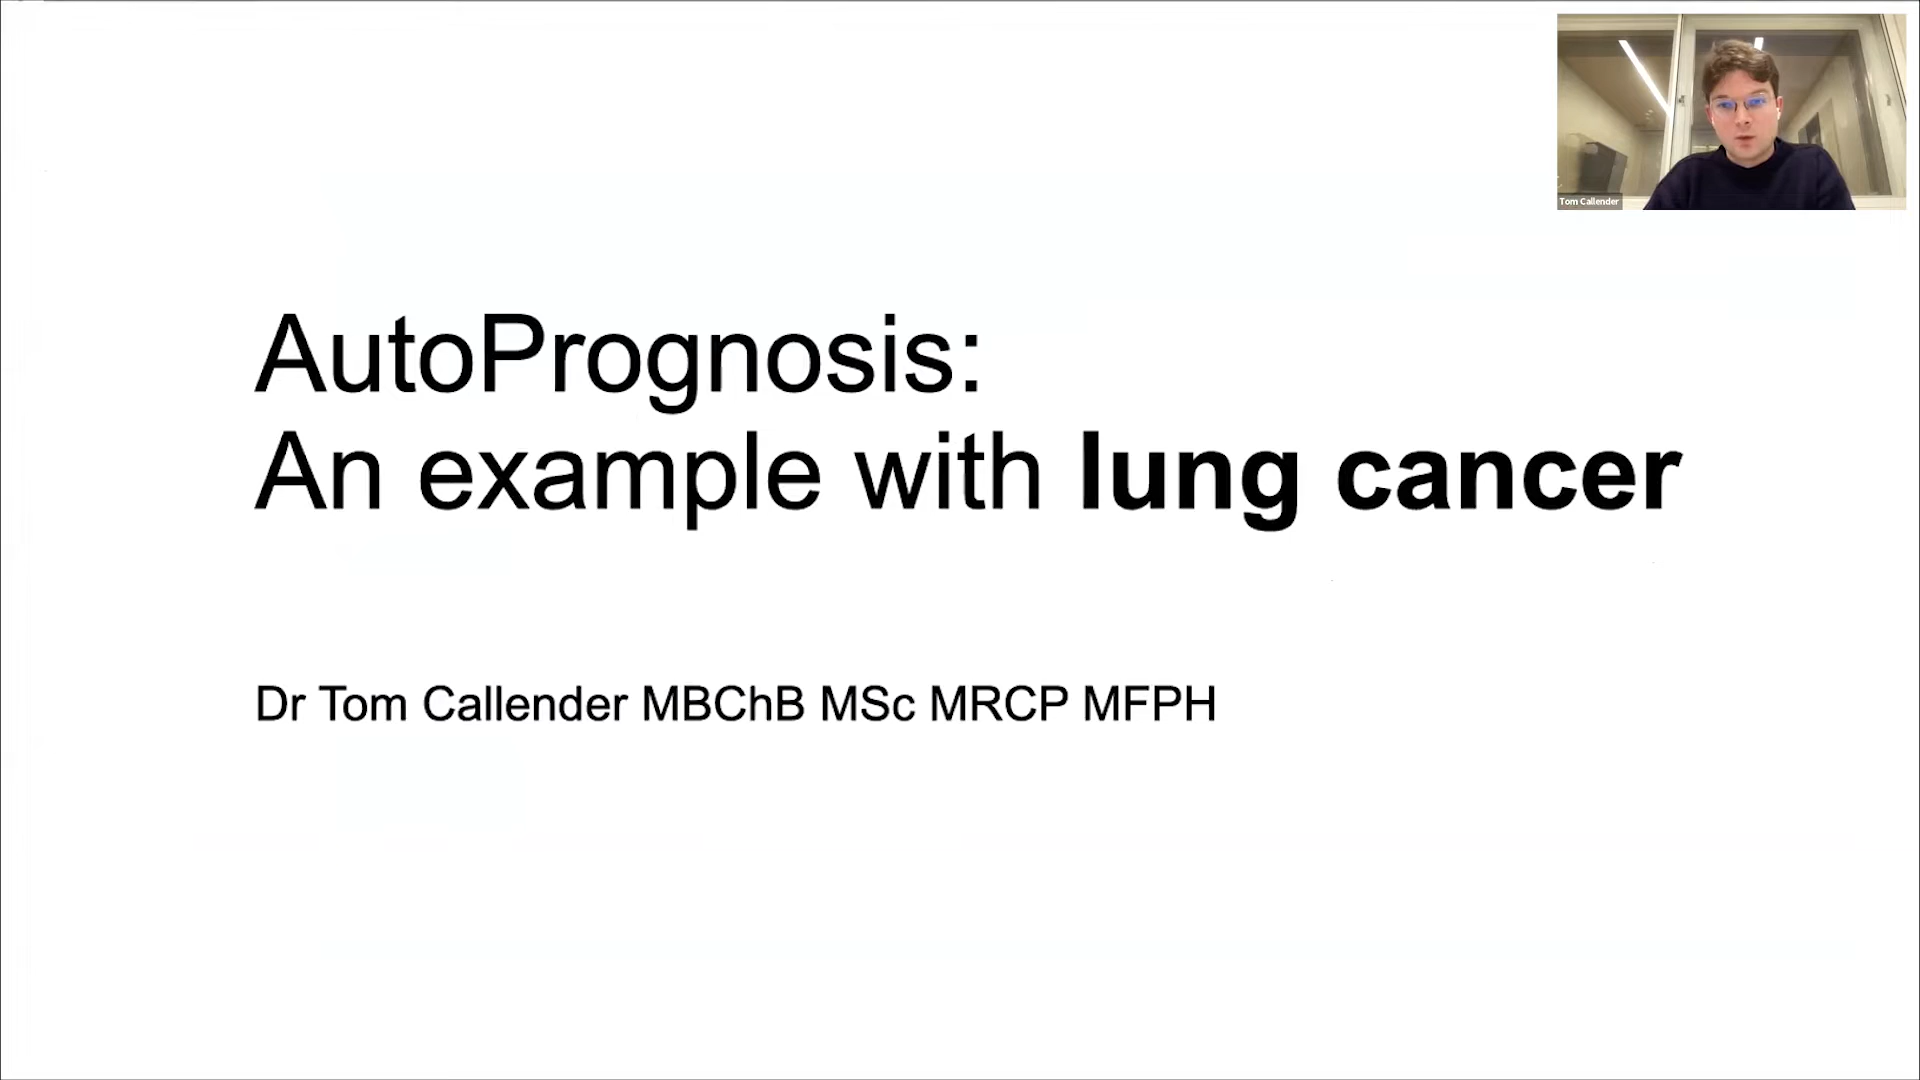 Tom Callender
AutoPrognosis:
An example with lung cancer
Dr Tom Callender MBChB MSc MRCP MFPH